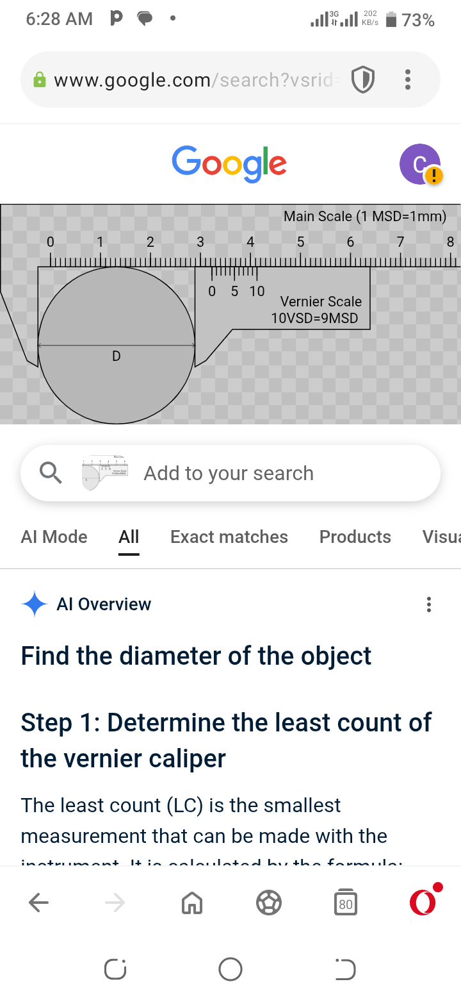 6:28 AM
3G
202
KB/s
73%
www.google.com/search?vsrid=
Google
C
Main Scale (1 MSD=1mm)
0 1 2 3 4 5 6 7 8
0 5 10
Vernier Scale
10VSD=9MSD
D
Add to your search
AI Mode All Exact matches Products Visua
AI Overview
Find the diameter of the object
Step 1: Determine the least count of
the vernier caliper
The least count (LC) is the smallest
measurement that can be made with the
instrument. It is calculated by the formula:
80